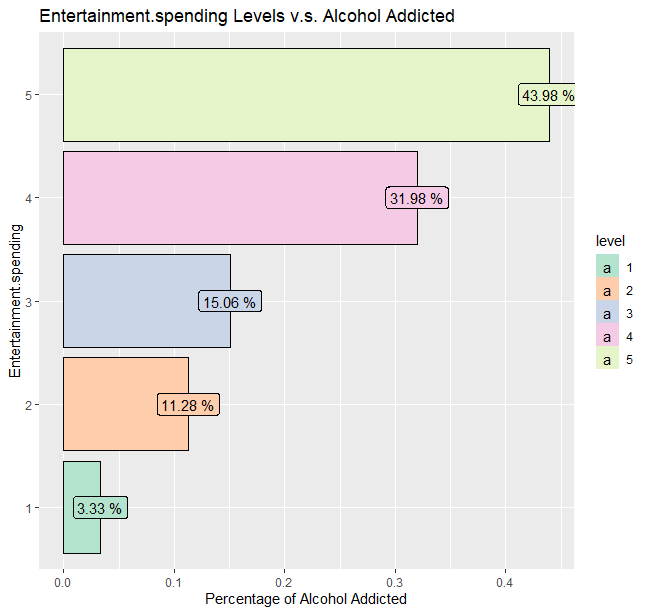 Entertainment.spending Levels v.s. Alcohol Addicted
Entertainment.spending
5
43.98 %
4
31.98 %
3
15.06 %
2
11.28 %
1
3.33 %
0.0 0.1 0.2 0.3 0.4
Percentage of Alcohol Addicted
level
a 1
a 2
a 3
a 4
a 5